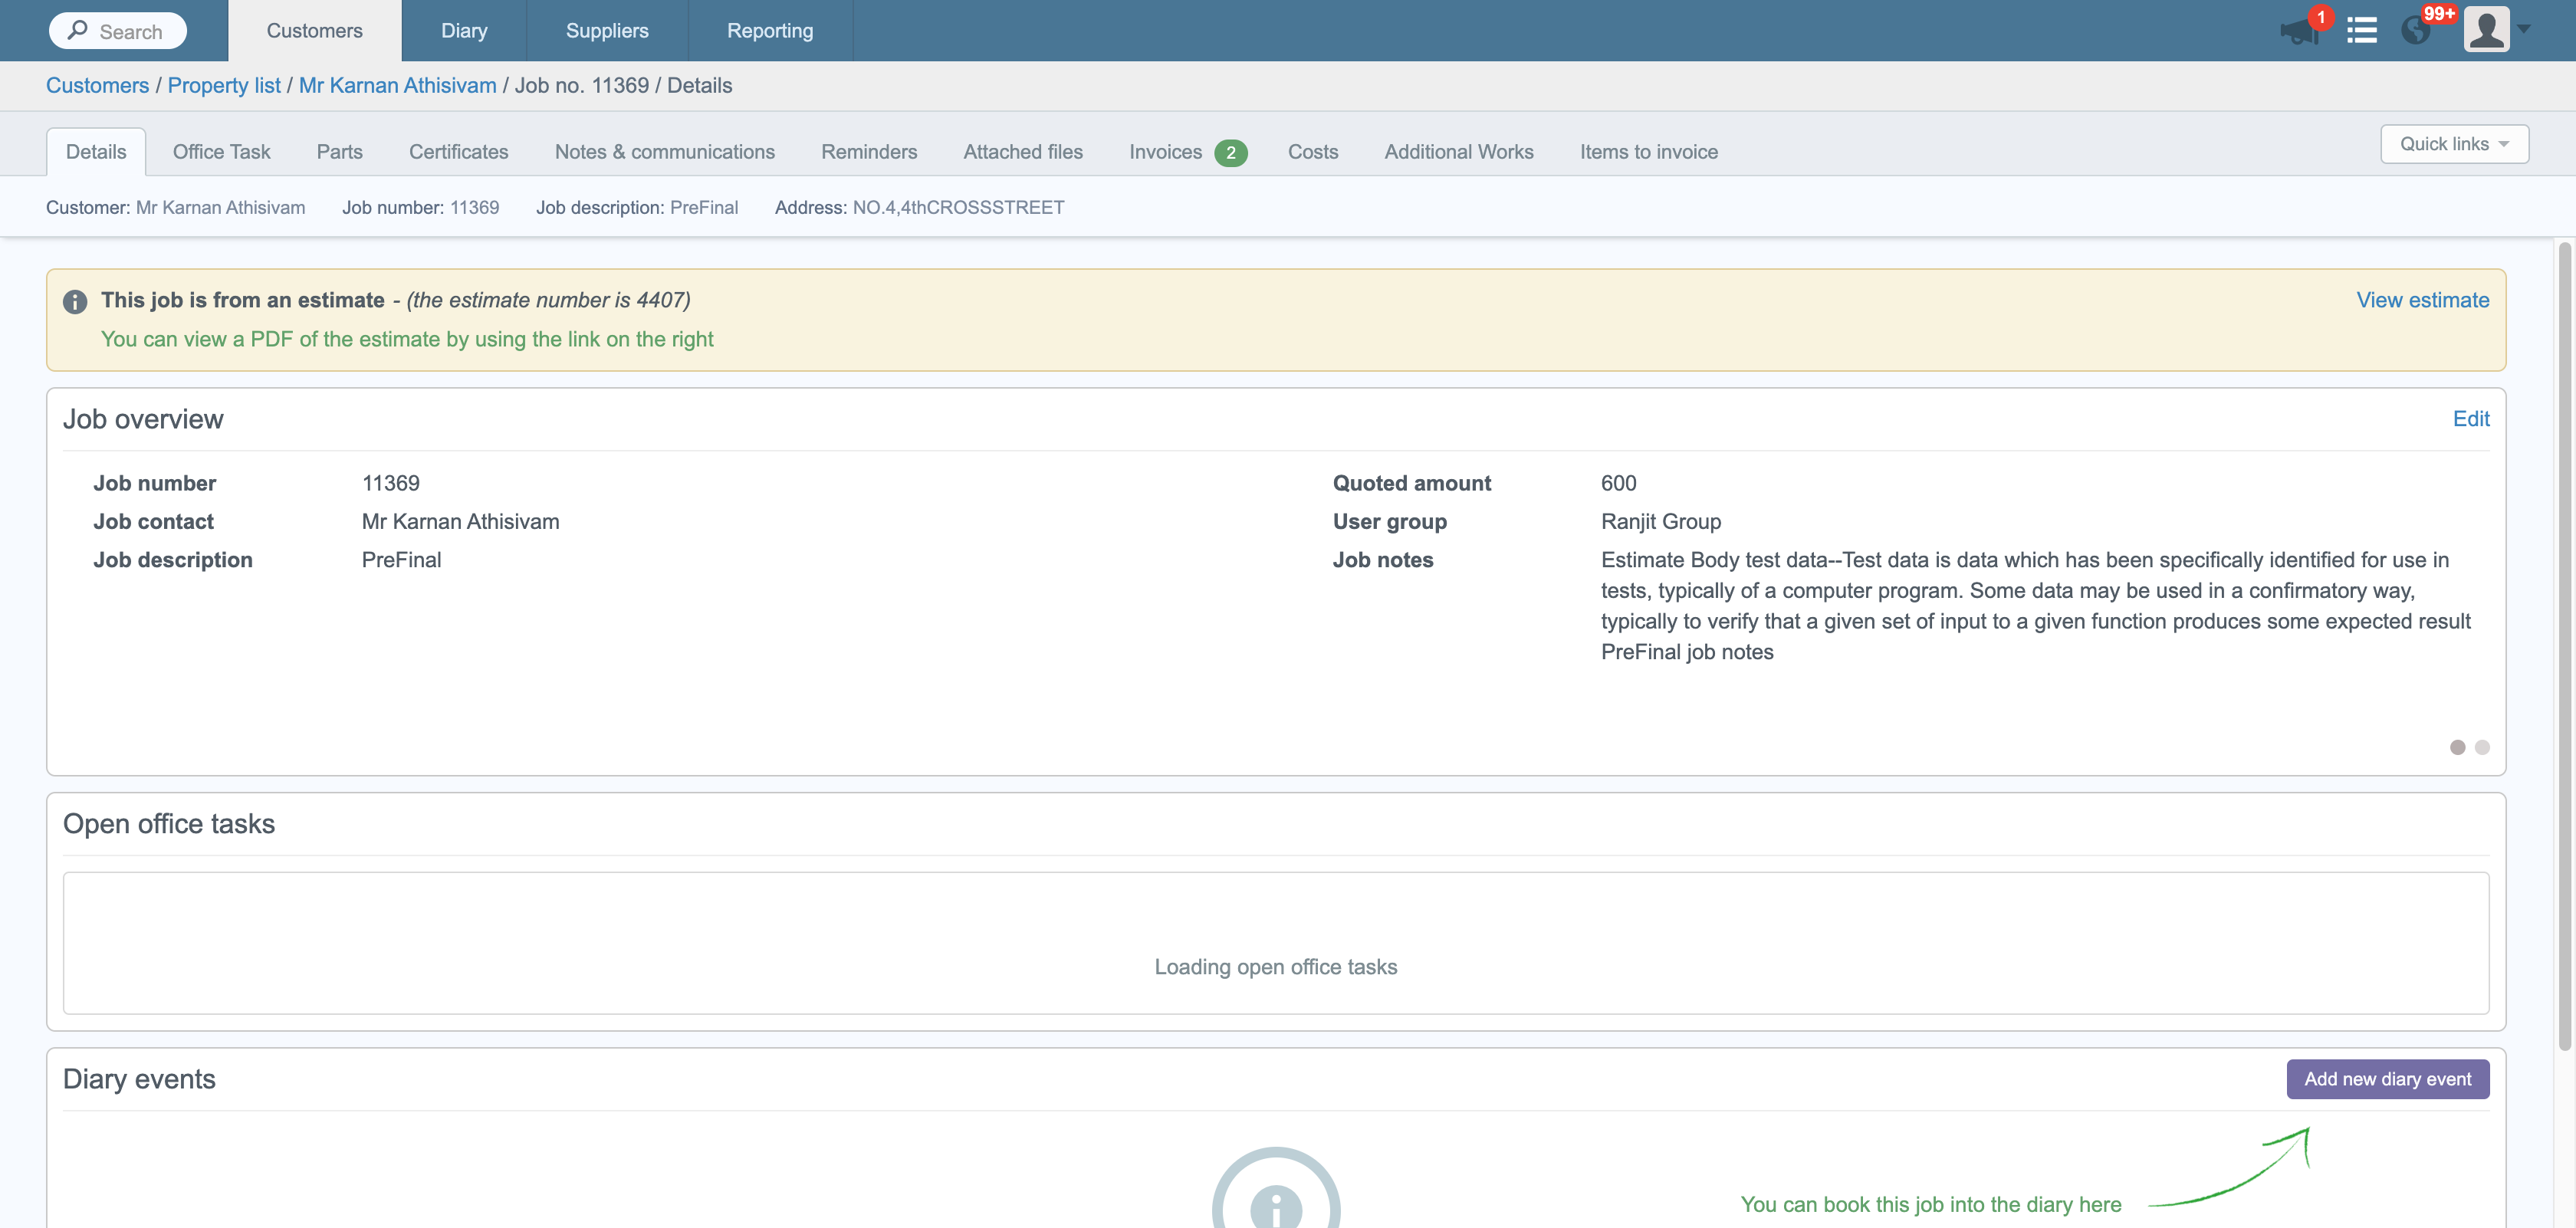 Search
Customers
Diary
Suppliers
Reporting
1
99+
Customers / Property list / Mr Karnan Athisivam / Job no. 11369 / Details
Details
Office Task
Parts
Certificates
Notes & communications
Reminders
Attached files
Invoices 2
Costs
Additional Works
Items to invoice
Quick links
Customer: Mr Karnan Athisivam
Job number: 11369
Job description: PreFinal
Address: NO.4,4thCROSSSTREET
This job is from an estimate - (the estimate number is 4407)
View estimate
You can view a PDF of the estimate by using the link on the right
Job overview
Edit
Job number 11369
Job contact Mr Karnan Athisivam
Job description PreFinal
Quoted amount 600
User group Ranjit Group
Job notes Estimate Body test data--Test data is data which has been specifically identified for use in
tests, typically of a computer program. Some data may be used in a confirmatory way,
typically to verify that a given set of input to a given function produces some expected result
PreFinal job notes
Open office tasks
Loading open office tasks
Diary events
Add new diary event
You can book this job into the diary here